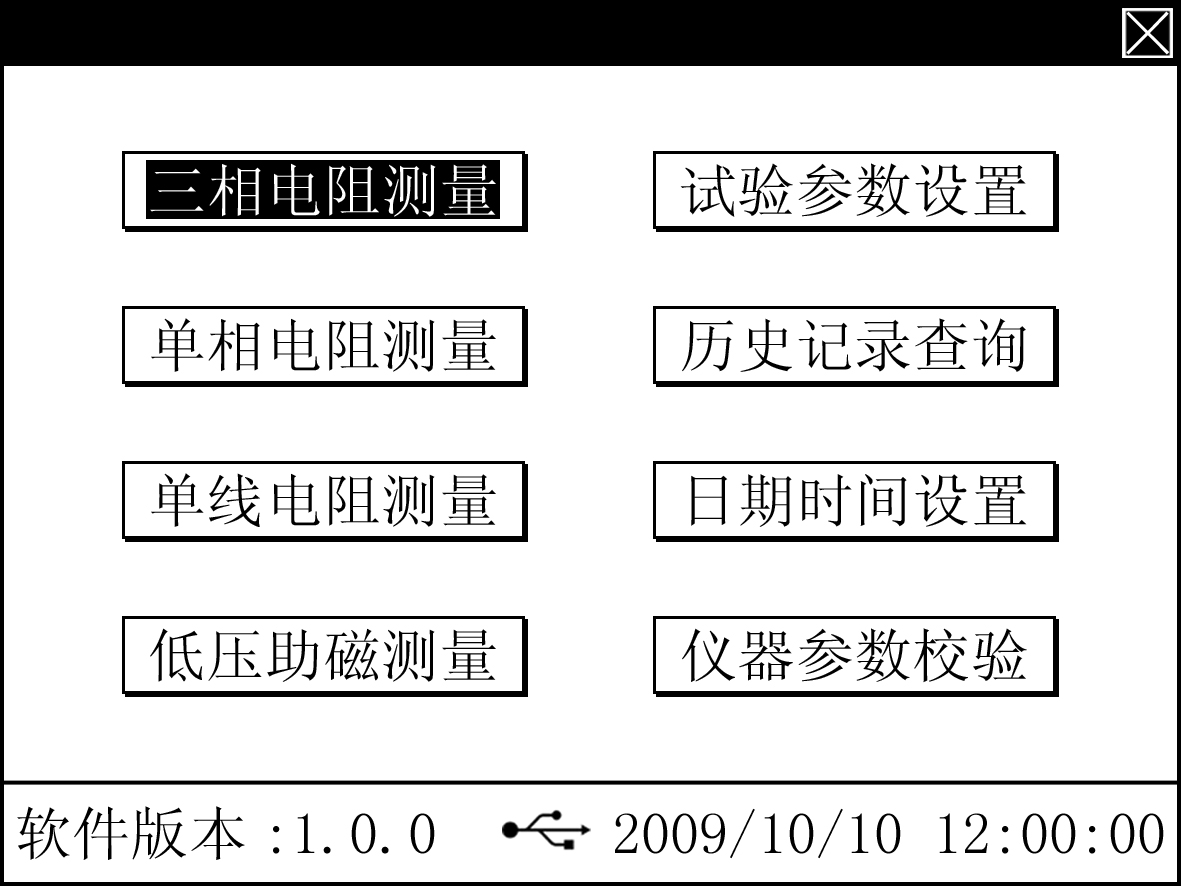 三相电阻测量 试验参数设置
单相电阻测量 历史记录查询
单线电阻测量 日期时间设置
低压助磁测量 仪器参数校验
软件版本:1.0.0 2009/10/10 12:00:00